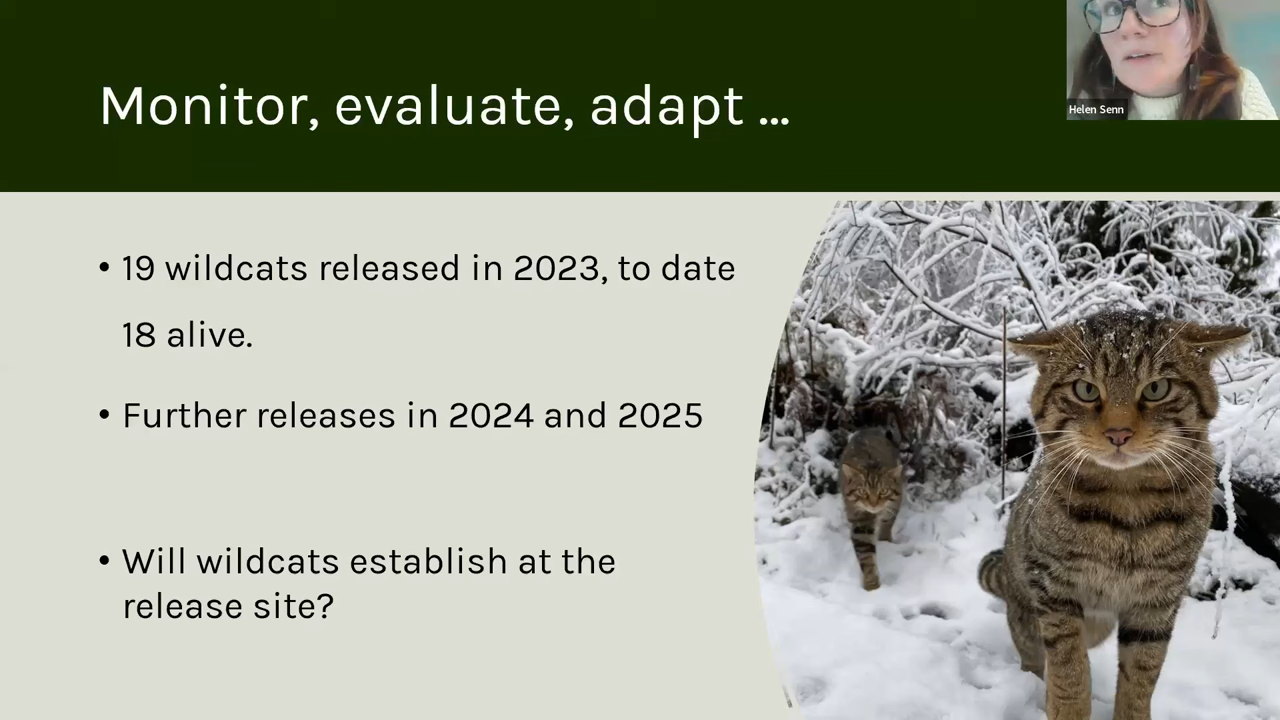 Monitor, evaluate, adapt ...
Helen Senn
• 19 wildcats released in 2023, to date
18 alive.
• Further releases in 2024 and 2025
• Will wildcats establish at the
release site?